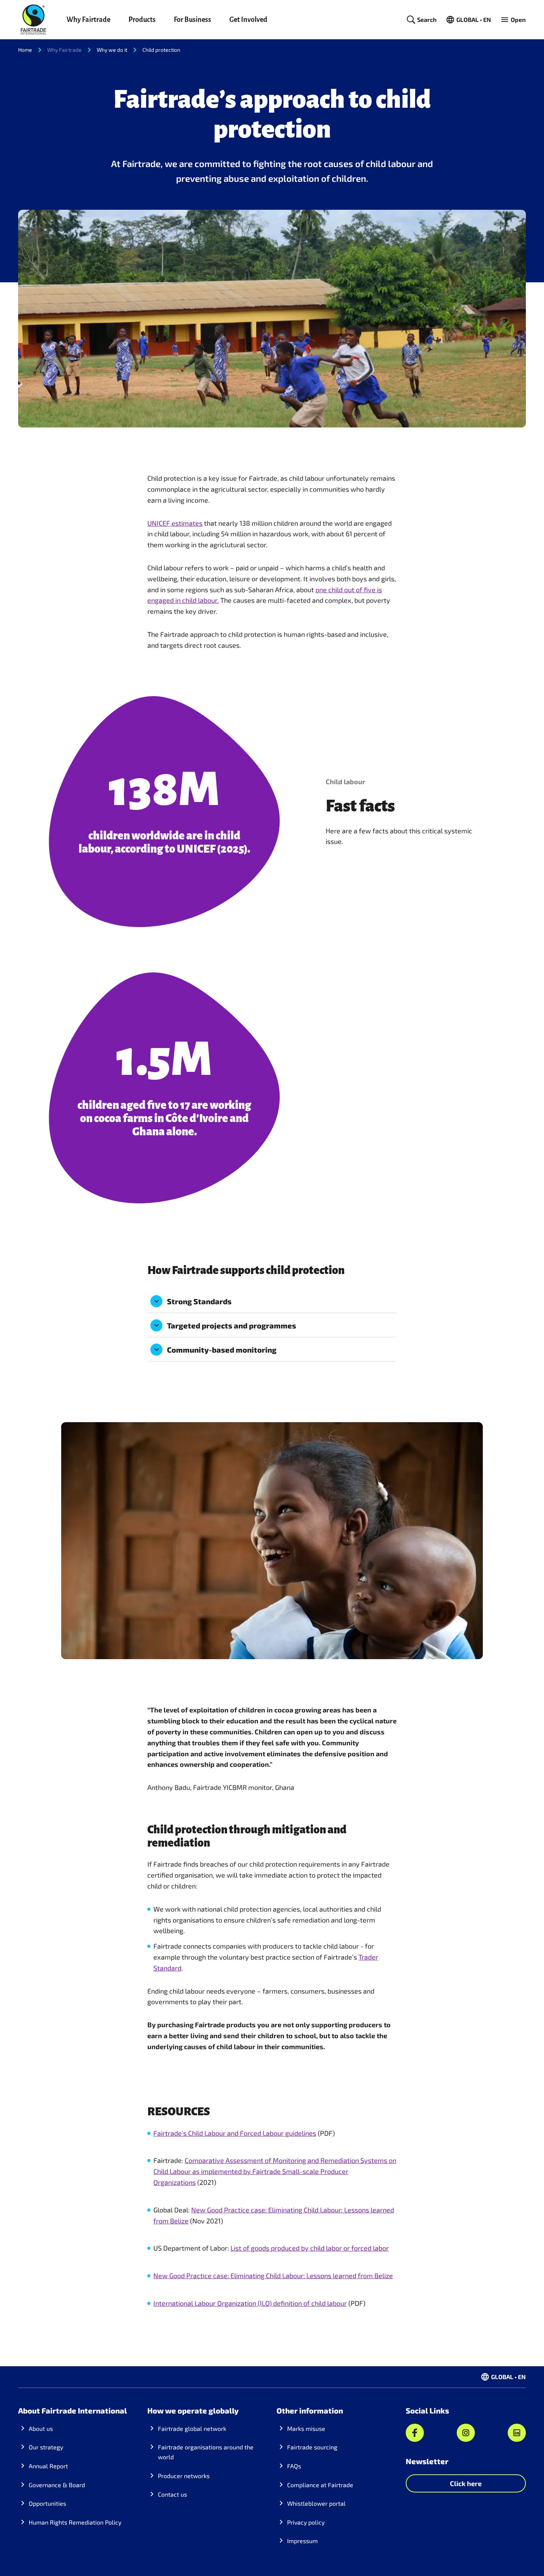 FAIRTRADE
INTERNATIONAL
Why Fairtrade
Products
For Business
Get Involved
Search
GLOBAL - EN
Open
Home
Why Fairtrade
Why we do it
Child protection
Fairtrade’s approach to child
protection
At Fairtrade, we are committed to fighting the root causes of child labour and
preventing abuse and exploitation of children.
Child protection is a key issue for Fairtrade, as child labour unfortunately remains
commonplace in the agricultural sector, especially in communities who hardly
earn a living income.
UNICEF estimates that nearly 138 million children around the world are engaged
in child labour, including 54 million in hazardous work, with about 61 percent of
them working in the agricultural sector.
Child labour refers to work – paid or unpaid – which harms a child’s health and
wellbeing, their education, leisure or development. It involves both boys and girls,
and in some regions such as sub-Saharan Africa, about one child out of five is
engaged in child labour. The causes are multi-faceted and complex, but poverty
remains the key driver.
The Fairtrade approach to child protection is human rights-based and inclusive,
and targets direct root causes.
138M
children worldwide are in child
labour, according to UNICEF (2025).
Child labour
Fast facts
Here are a few facts about this critical systemic
issue.
1.5M
children aged five to 17 are working
on cocoa farms in Côte d’Ivoire and
Ghana alone.
How Fairtrade supports child protection
Strong Standards
Targeted projects and programmes
Community-based monitoring
“The level of exploitation of children in cocoa growing areas has been a
stumbling block to their education and the result has been the cyclical nature
of poverty in these communities. Children can open up to you and discuss
anything that troubles them if they feel safe with you. Community
participation and active involvement eliminates the defensive position and
enhances ownership and cooperation.”
Anthony Badu, Fairtrade YICBMR monitor, Ghana
Child protection through mitigation and
remediation
If Fairtrade finds breaches of our child protection requirements in any Fairtrade
certified organisation, we will take immediate action to protect the impacted
child or children:
We work with national child protection agencies, local authorities and child
rights organisations to ensure children’s safe remediation and long-term
wellbeing.
Fairtrade connects companies with producers to tackle child labour - for
example through the voluntary best practice section of Fairtrade’s Trader
Standard.
Ending child labour needs everyone – farmers, consumers, businesses and
governments to play their part.
By purchasing Fairtrade products you are not only supporting producers to
earn a better living and send their children to school, but to also tackle the
underlying causes of child labour in their communities.
RESOURCES
Fairtrade's Child Labour and Forced Labour guidelines (PDF)
Fairtrade: Comparative Assessment of Monitoring and Remediation Systems on
Child Labour as implemented by Fairtrade Small-scale Producer
Organizations (2021)
Global Deal: New Good Practice case: Eliminating Child Labour: Lessons learned
from Belize (Nov 2021)
US Department of Labor: List of goods produced by child labor or forced labor
New Good Practice case: Eliminating Child Labour: Lessons learned from Belize
International Labour Organization (ILO) definition of child labour (PDF)
GLOBAL - EN
About Fairtrade International
About us
Our strategy
Annual Report
Governance & Board
Opportunities
Human Rights Remediation Policy
How we operate globally
Fairtrade global network
Fairtrade organisations around the
world
Producer networks
Contact us
Other information
Marks misuse
Fairtrade sourcing
FAQs
Compliance at Fairtrade
Whistleblower portal
Privacy policy
Impressum
Social Links
Newsletter
Click here